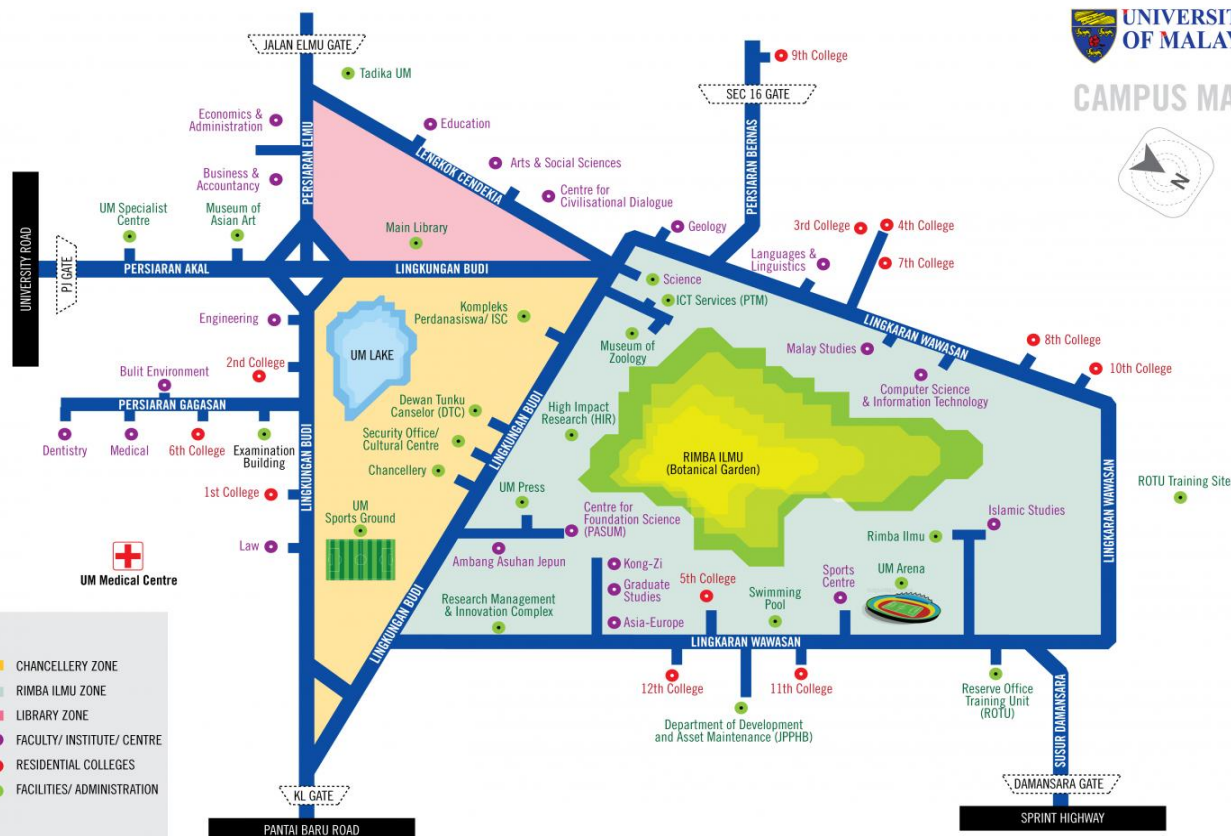 UNIVERSIT
OF MALAY
CAMPUS MA
N
JALAN ELMU GATE
Tadika UM
9th College
SEC 16 GATE
Economics &
Administration
Education
PERSIARAN ELMU
LENGKOK CENDEKIA
PERSIARAN BERNAS
Arts & Social Sciences
Business &
Accountancy
Centre for
Civilisational Dialogue
UM Specialist
Centre
Museum of
Asian Art
Main Library
Geology
3rd College
4th College
Languages &
Linguistics
7th College
UNIVERSITY ROAD
PJ GATE
PERSIARAN AKAL
LINGKUNGAN BUDI
Science
ICT Services (PTM)
Engineering
Kompleks
Perdanasiswa/ ISC
LINGKARAN WAWASAN
UM LAKE
Museum of
Zoology
Malay Studies
8th College
2nd College
10th College
Bulit Environment
Computer Science
& Information Technology
PERSIARAN GAGASAN
Dewan Tunku
Canselor (DTC)
High Impact
Research (HIR)
LINGKUNGAN BUDI
Security Office/
Cultural Centre
Dentistry
Medical
6th College
Examination
Building
LINGKUNGAN BUDI
Chancellery
RIMBA ILMU
(Botanical Garden)
ROTU Training Site
1st College
UM Press
LINGKARAN WAWASAN
UM
Sports Ground
Centre for
Foundation Science
(PASUM)
Islamic Studies
Rimba Ilmu
Law
Ambang Asuhan Jepun
UM Medical Centre
Kong-Zi
Graduate
Studies
Asia-Europe
5th College
Swimming
Pool
Sports
Centre
UM Arena
Research Management
& Innovation Complex
LINGKUNGAN BUDI
LINGKARAN WAWASAN
CHANCELLERY ZONE
RIMBA ILMU ZONE
LIBRARY ZONE
FACULTY/ INSTITUTE/ CENTRE
RESIDENTIAL COLLEGES
FACILITIES/ ADMINISTRATION
12th College
11th College
Reserve Office
Training Unit
(ROTU)
Department of Development
and Asset Maintenance (JPPHB)
SUSUR DAMANSARA
KL GATE
DAMANSARA GATE
PANTAI BARU ROAD
SPRINT HIGHWAY